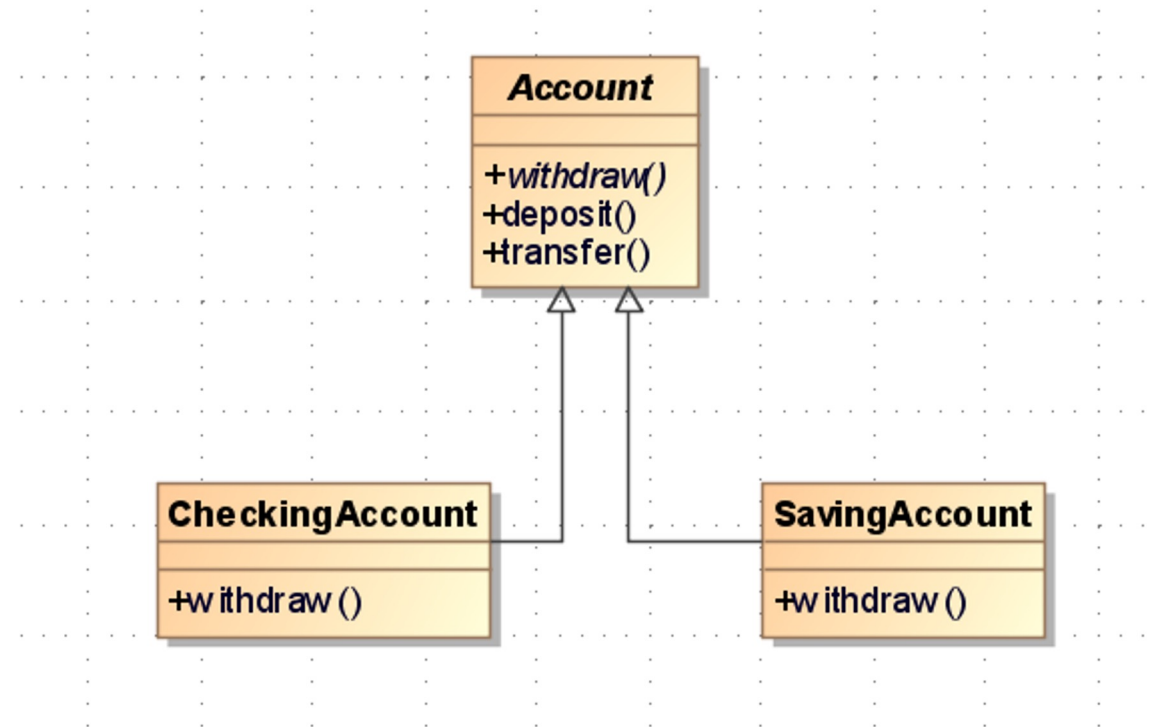 Account
+withdraw()
+deposit()
+transfer()
CheckingAccount
+withdraw()
SavingAccount
+withdraw()